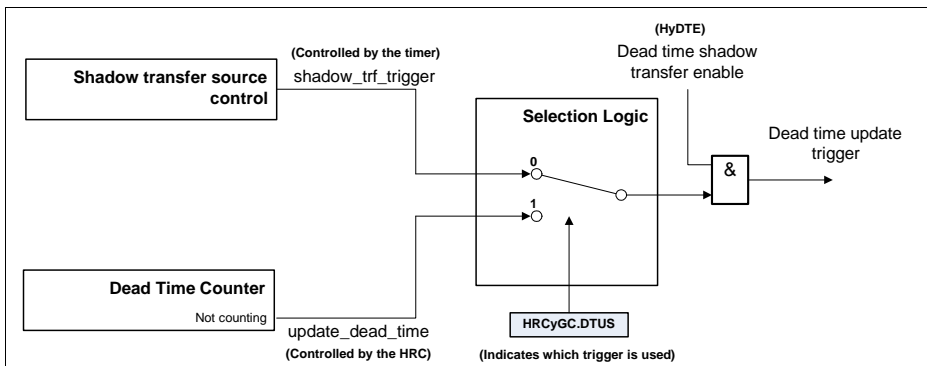 (HyDTE)
Dead time shadow
transfer enable
(Controlled by the timer)
shadow_trf_trigger
Shadow transfer source
control
Selection Logic
Dead time update
trigger
0
&
1
Dead Time Counter
Not counting
update_dead_time
(Controlled by the HRC)
HRCyGC.DTUS
(Indicates which trigger is used)